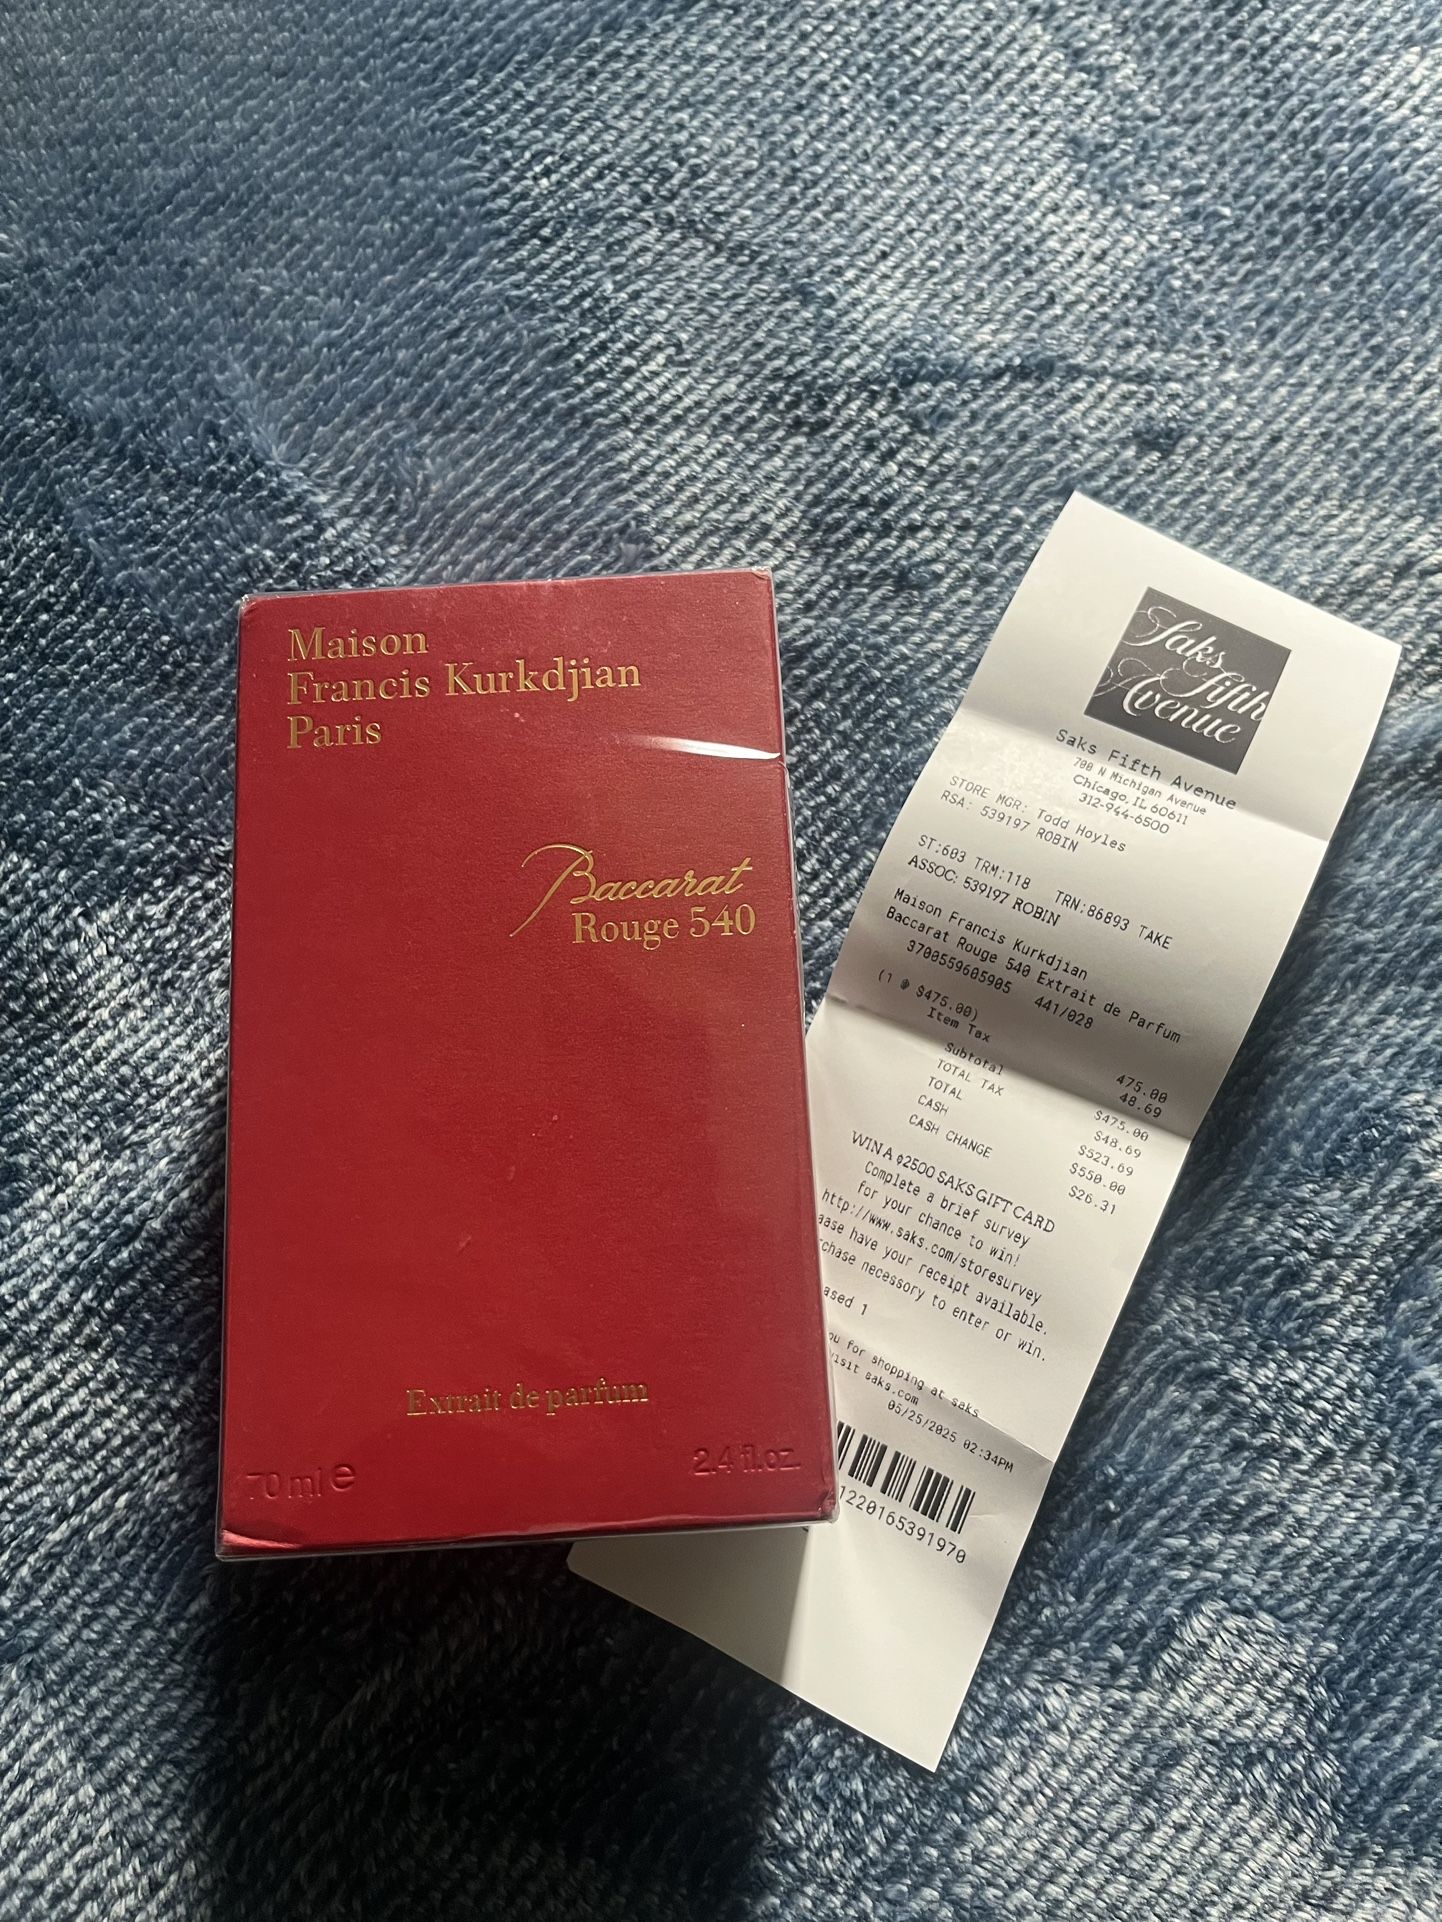 Maison
Francis Kurkdjian
Paris
Baccarat
Rouge 540
Extrait de parfum
70 ml e
2.4 fl.oz.
Saks
Fifth
Avenue
Saks Fifth Avenue
700 N Michigan Avenue
Chicago, IL 60611
312-944-6500
STORE MGR: Todd Hoyles
RSA: 539197 ROBIN
ST:603 TRM:118 TRN:86893 TAKE
ASSOC: 539197 ROBIN
Maison Francis Kurkdjian
Baccarat Rouge 540 Extrait de Parfum
3700559605905 441/028
(1 @ $475.00) 475.00
Item Tax 48.69
Subtotal $475.00
TOTAL TAX $48.69
TOTAL $523.69
CASH $550.00
CASH CHANGE $26.31
WIN A $2500 SAKS GIFT CARD
Complete a brief survey
for your chance to win!
http://www.saks.com/storesurvey
ase have your receipt available.
chase necessary to enter or win.
ased 1
ou for shopping at saks
visit saks.com
05/25/2025 02:34PM
1220165391970